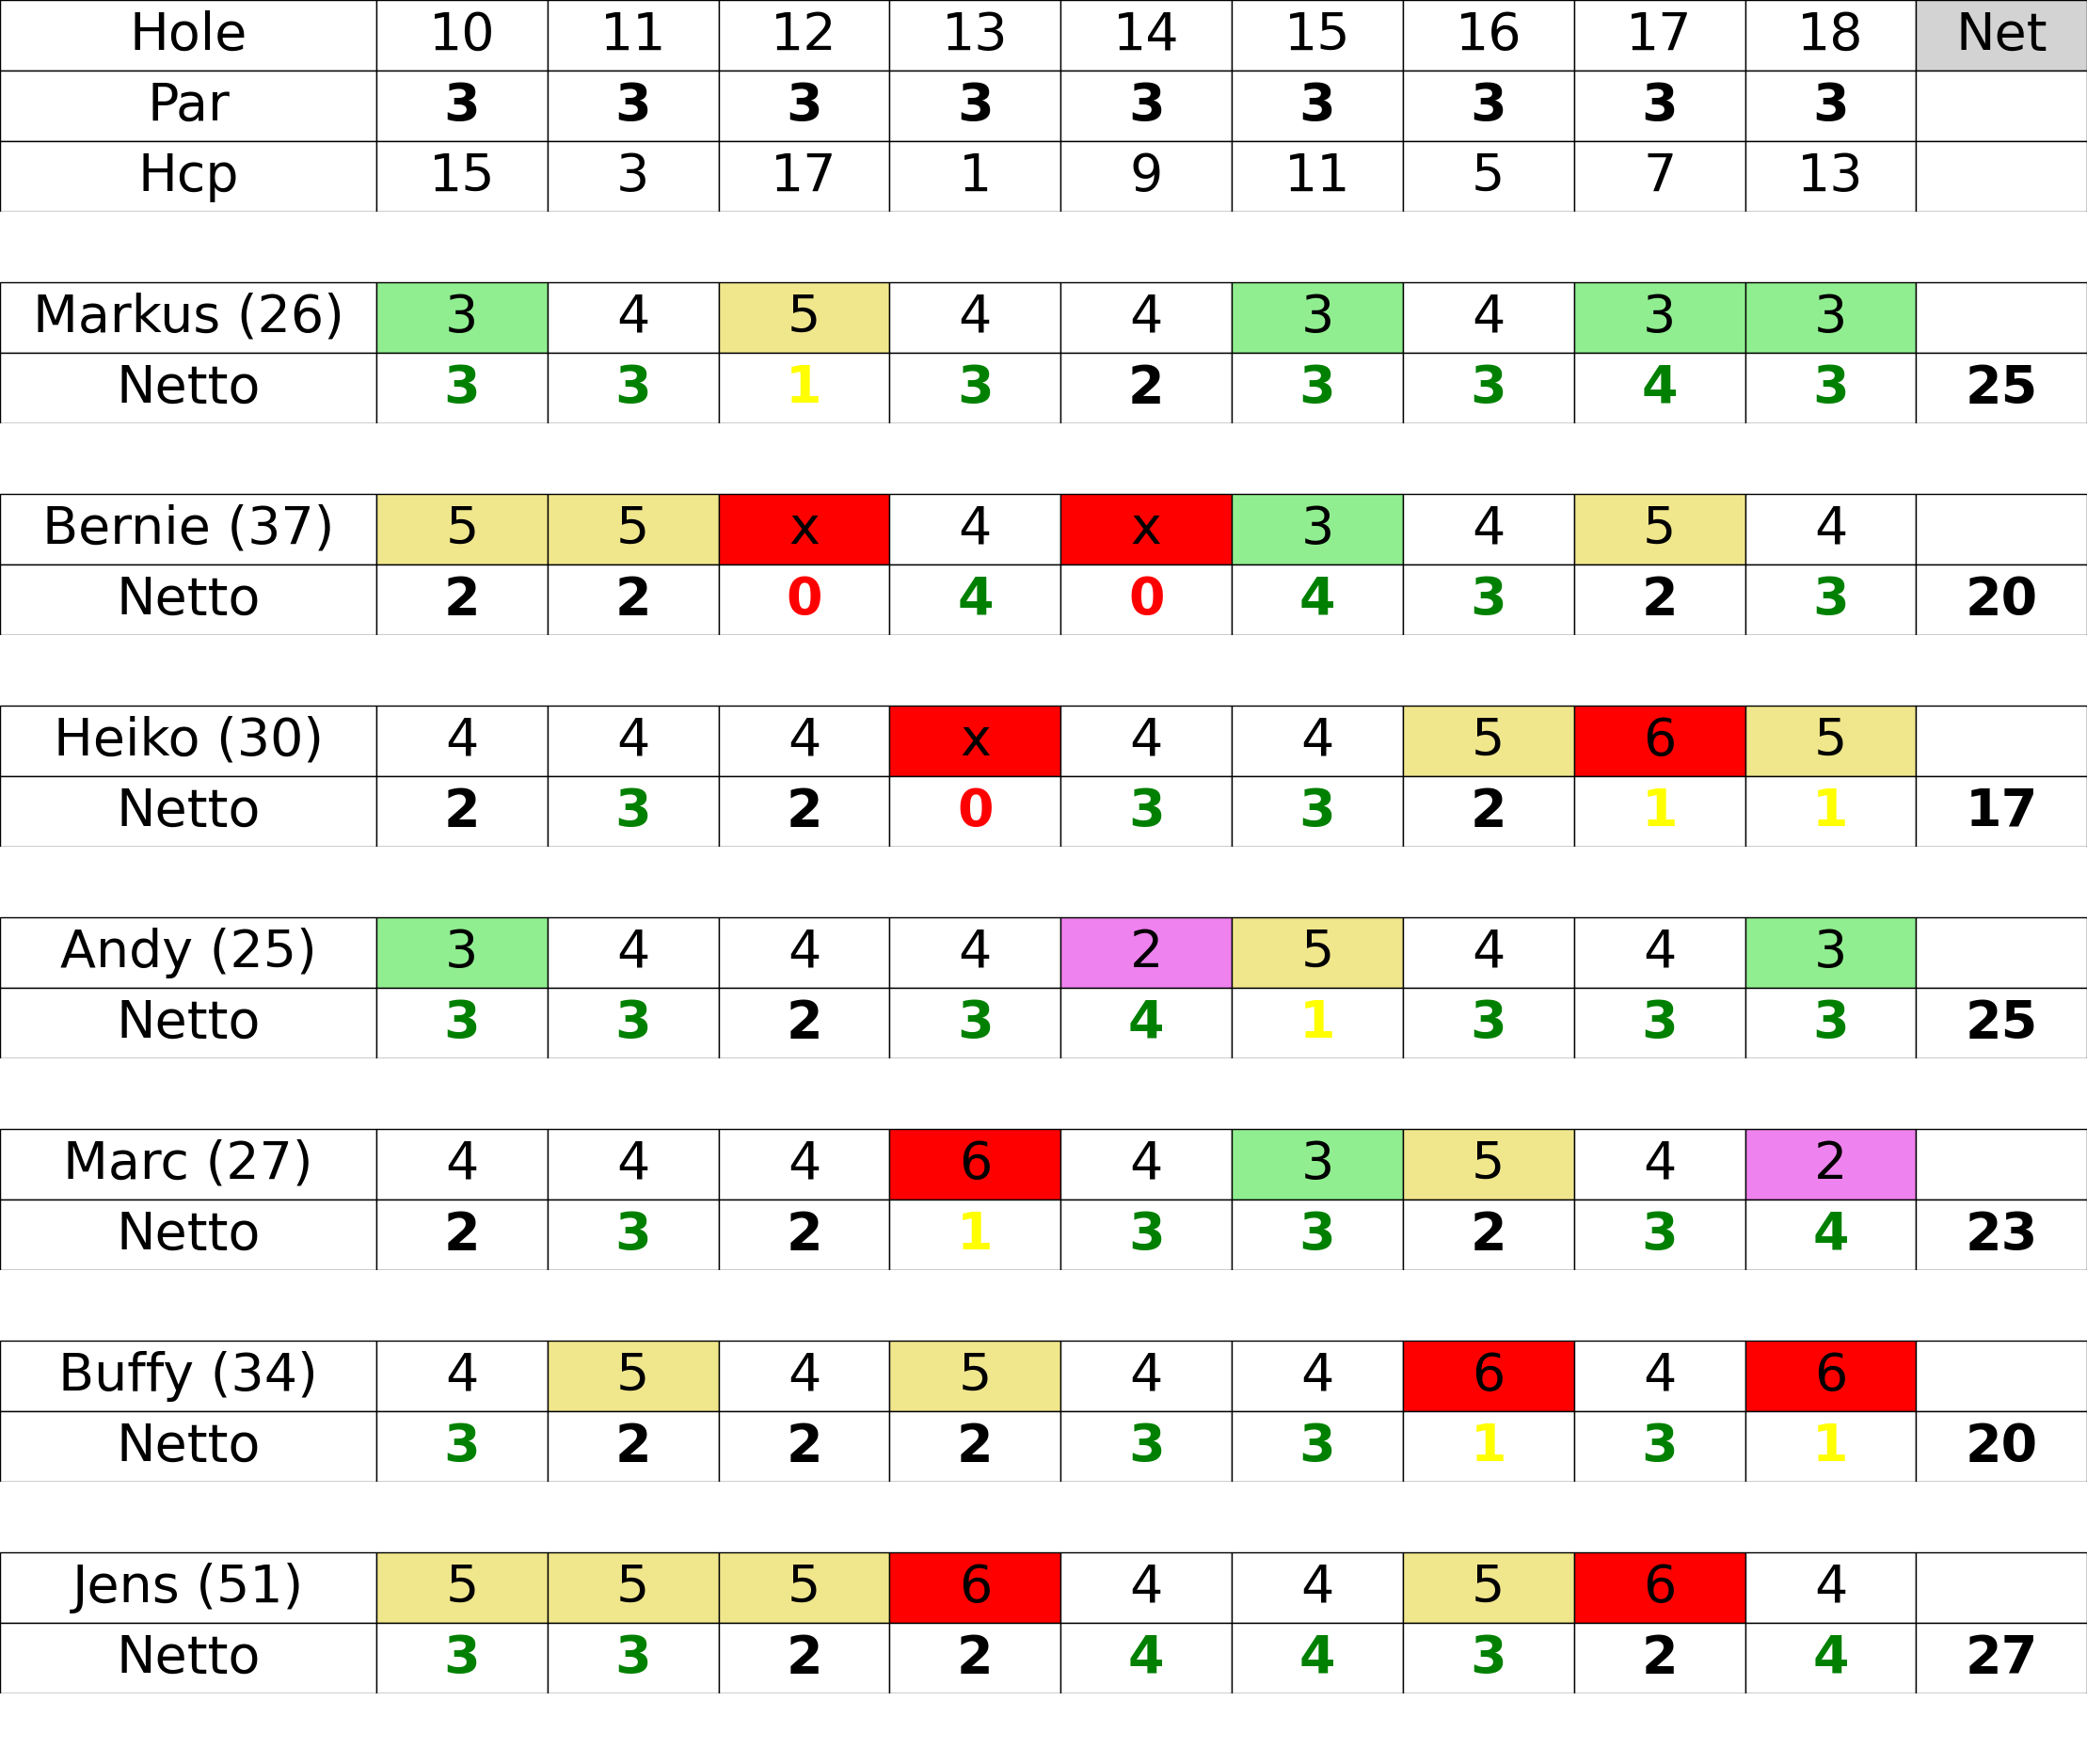 Hole 10 11 12 13 14 15 16 17 18 Net
Par 3 3 3 3 3 3 3 3 3
Hcp 15 3 17 1 9 11 5 7 13
Markus (26) 3 4 5 4 4 3 4 3 3
Netto 3 3 1 3 2 3 3 4 3 25
Bernie (37) 5 5 x 4 x 3 4 5 4
Netto 2 2 0 4 0 4 3 2 3 20
Heiko (30) 4 4 4 x 4 4 5 6 5
Netto 2 3 2 0 3 3 2 1 1 17
Andy (25) 3 4 4 4 2 5 4 4 3
Netto 3 3 2 3 4 1 3 3 3 25
Marc (27) 4 4 4 6 4 3 5 4 2
Netto 2 3 2 1 3 3 2 3 4 23
Buffy (34) 4 5 4 5 4 4 6 4 6
Netto 3 2 2 2 3 3 1 3 1 20
Jens (51) 5 5 5 6 4 4 5 6 4
Netto 3 3 2 2 4 4 3 2 4 27